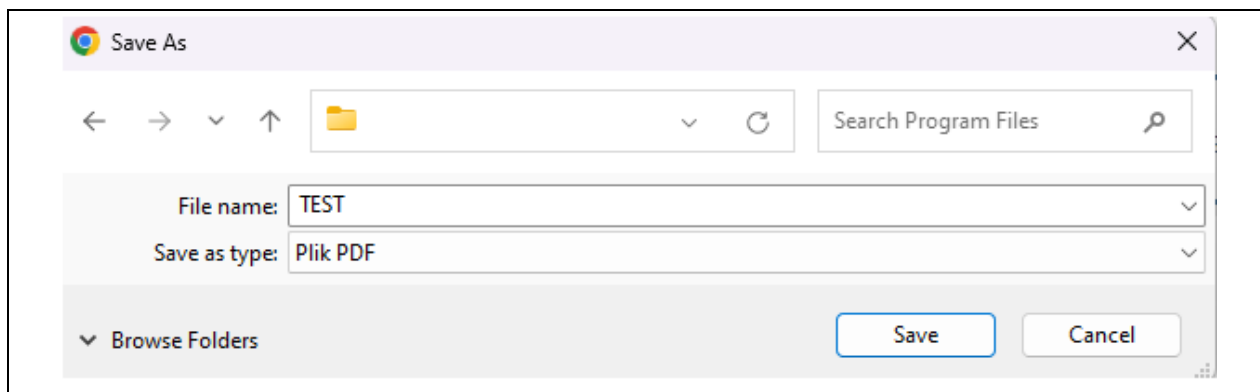 Save As
Search Program Files
File name: TEST
Save as type: Plik PDF
Browse Folders
Save
Cancel